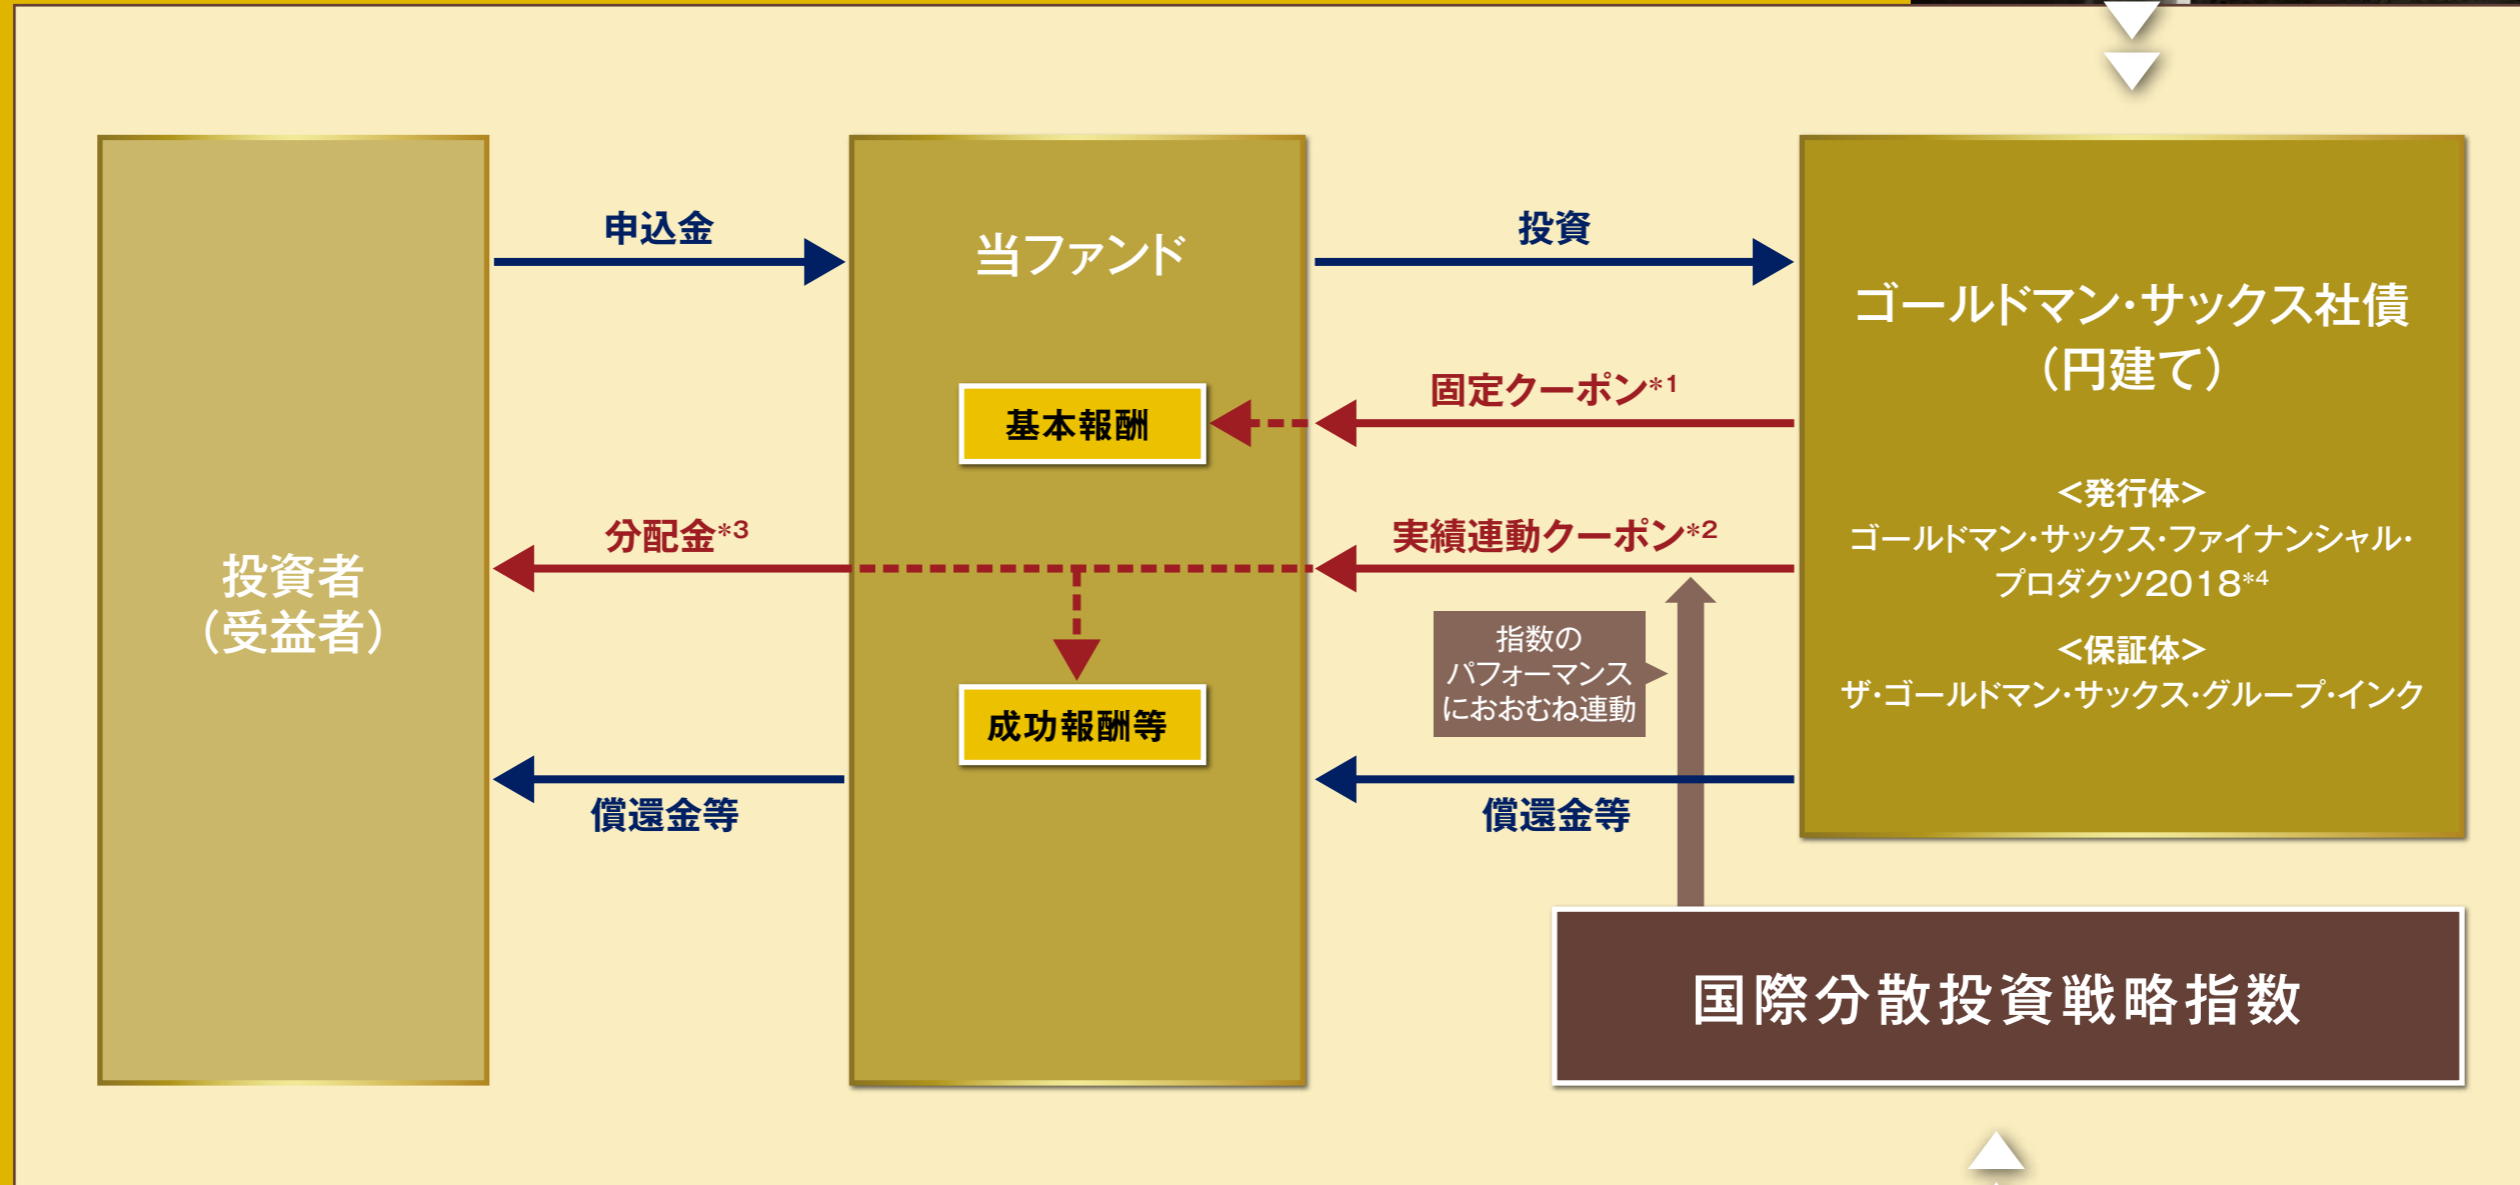 申込金
投資
当ファンド
ゴールドマン・サックス社債
（円建て）
固定クーポン*1
基本報酬
<発行体>
ゴールドマン・サックス・ファイナンシャル・
プロダクツ2018*4
分配金*3
実績連動クーポン*2
投資者
（受益者）
指数の
パフォーマンス
におおむね連動
<保証体>
ザ・ゴールドマン・サックス・グループ・インク
成功報酬等
償還金等
償還金等
国際分散投資戦略指数